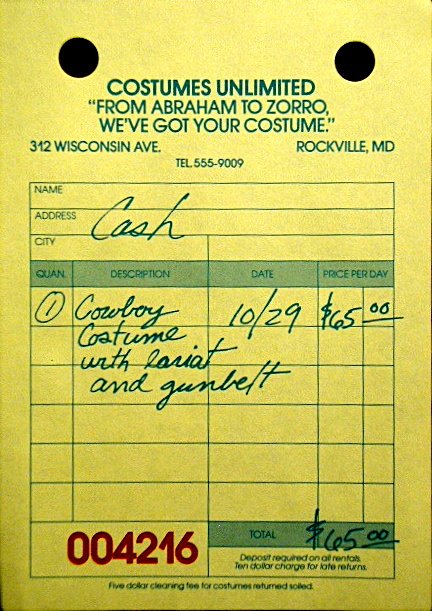 COSTUMES UNLIMITED
"FROM ABRAHAM TO ZORRO,
WE'VE GOT YOUR COSTUME."
312 WISCONSIN AVE. ROCKVILLE, MD
TEL. 555-9009
NAME
ADDRESS Cash
CITY
QUAN. DESCRIPTION DATE PRICE PER DAY
1 Cowboy 10/29 $65 00
Costume
with lariat
and gunbelt
004216 TOTAL $65 00
Deposit required on all rentals.
Ten dollar charge for late returns.
Five dollar cleaning fee for costumes returned soiled.